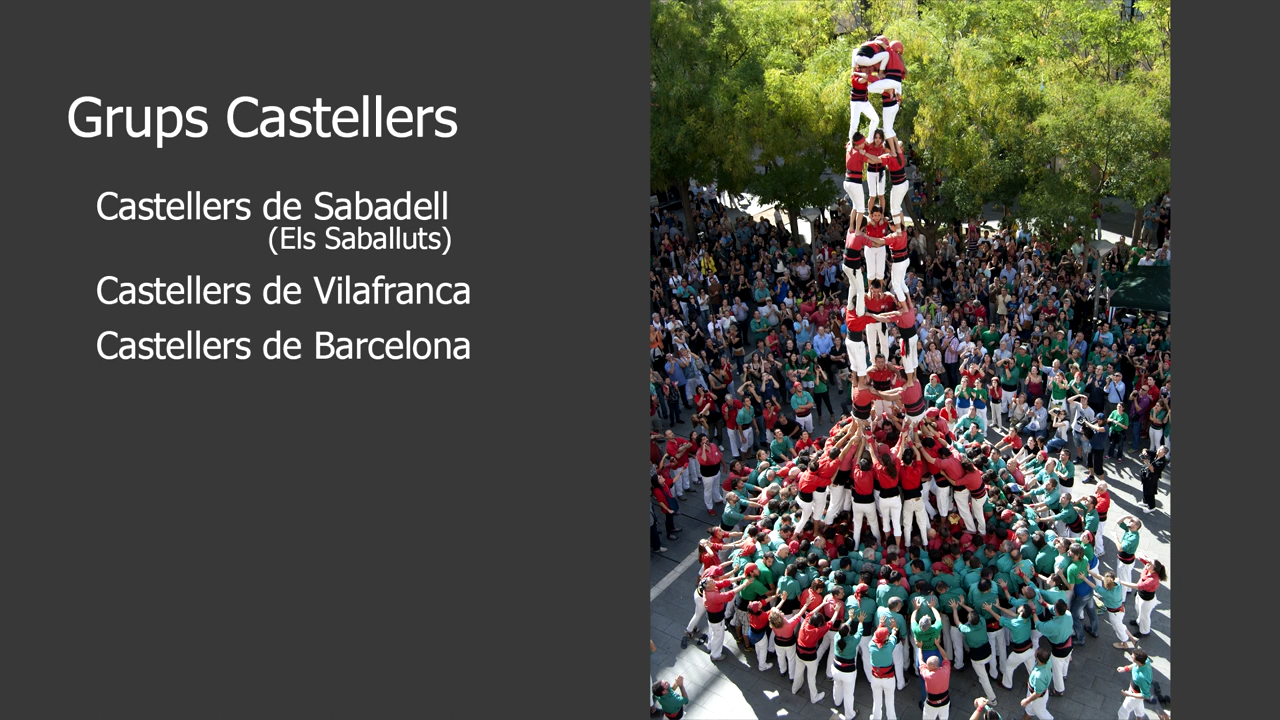 Grups Castellers
Castellers de Sabadell
(Els Saballuts)
Castellers de Vilafranca
Castellers de Barcelona